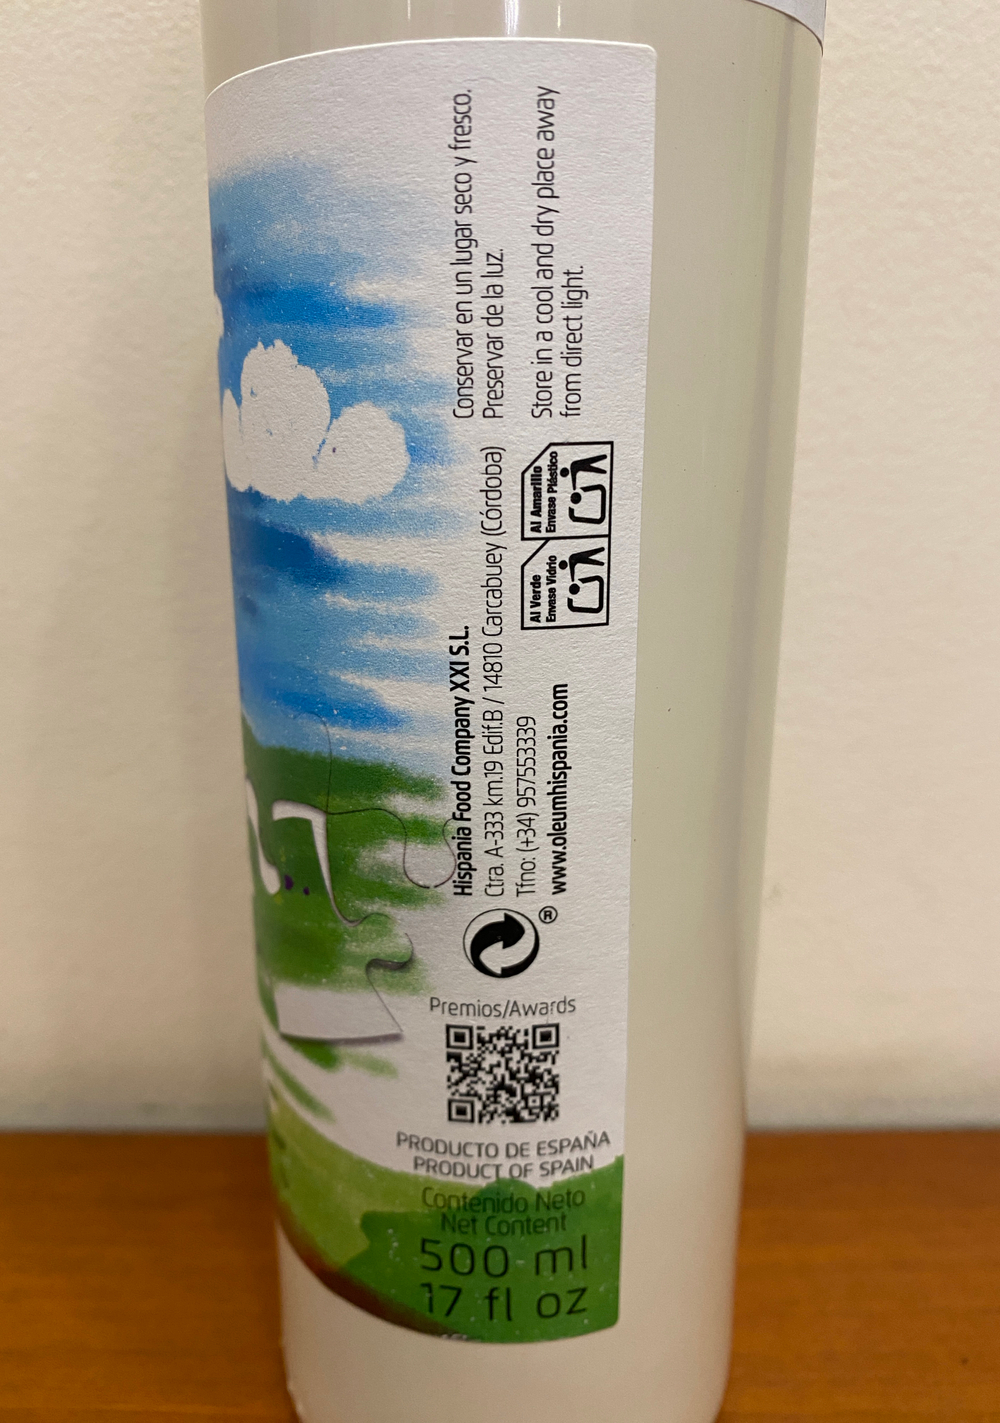 Conservar en un lugar seco y fresco.
Preservar de la luz.
Store in a cool and dry place away
from direct light.
Hispania Food Company XXI S.L.
Ctra. A-333 km.19 Edif.B / 14810 Carcabuey (Córdoba)
Tfno: (+34) 957553339
www.oleumhispania.com
Al Verde
Envase Vidrio
Al Amarillo
Envase Plástico
®
Premios/Awards
PRODUCTO DE ESPAÑA
PRODUCT OF SPAIN
Contenido Neto
Net Content
500 ml
17 fl oz